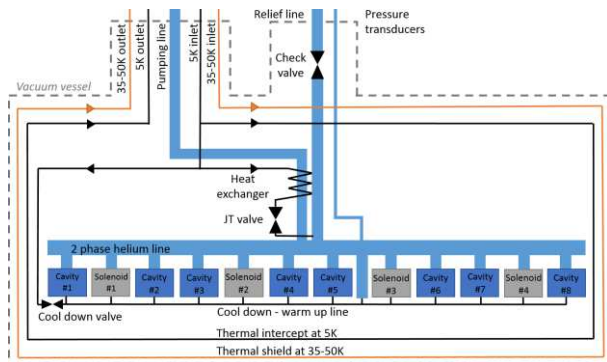 Relief line
Pressure
transducers
35-50K outlet
5K outlet
Pumping line
5K inlet
35-50K inlet
Check
valve
Vacuum vessel
Heat
exchanger
JT valve
2 phase helium line
Cavity
#1
Solenoid
#1
Cavity
#2
Cavity
#3
Solenoid
#2
Cavity
#4
Cavity
#5
Solenoid
#3
Cavity
#6
Cavity
#7
Solenoid
#4
Cavity
#8
Cool down valve
Cool down - warm up line
Thermal intercept at 5K
Thermal shield at 35-50K